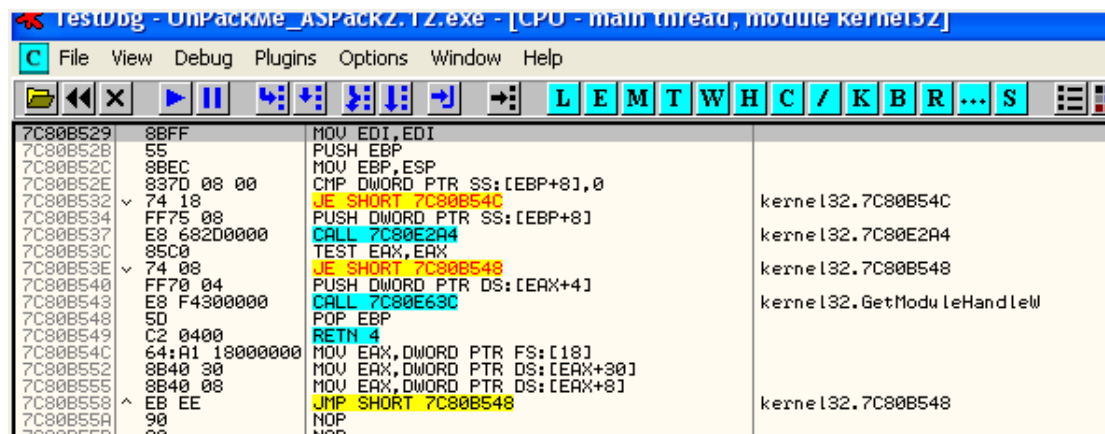 TestDbg - UnPackMe_ASPack2.12.exe - [CPU - main thread, module kernel32]
C File View Debug Plugins Options Window Help
L E M T W H C / K B R ... S
7C80B529 8BFF MOV EDI,EDI
7C80B52B 55 PUSH EBP
7C80B52C 8BEC MOV EBP,ESP
7C80B52E 837D 08 00 CMP DWORD PTR SS:[EBP+8],0
7C80B532 74 18 JE SHORT 7C80B54C kernel32.7C80B54C
7C80B534 FF75 08 PUSH DWORD PTR SS:[EBP+8]
7C80B537 E8 682D0000 CALL 7C80E2A4 kernel32.7C80E2A4
7C80B53C 85C0 TEST EAX,EAX
7C80B53E 74 08 JE SHORT 7C80B548 kernel32.7C80B548
7C80B540 FF70 04 PUSH DWORD PTR DS:[EAX+4]
7C80B543 E8 F4300000 CALL 7C80E63C kernel32.GetModuleHandleW
7C80B548 5D POP EBP
7C80B549 C2 0400 RETN 4
7C80B54C 64:A1 18000000 MOV EAX,DWORD PTR FS:[18]
7C80B552 8B40 30 MOV EAX,DWORD PTR DS:[EAX+30]
7C80B555 8B40 08 MOV EAX,DWORD PTR DS:[EAX+8]
7C80B558 ^ EB EE JMP SHORT 7C80B548 kernel32.7C80B548
7C80B55A 90 NOP